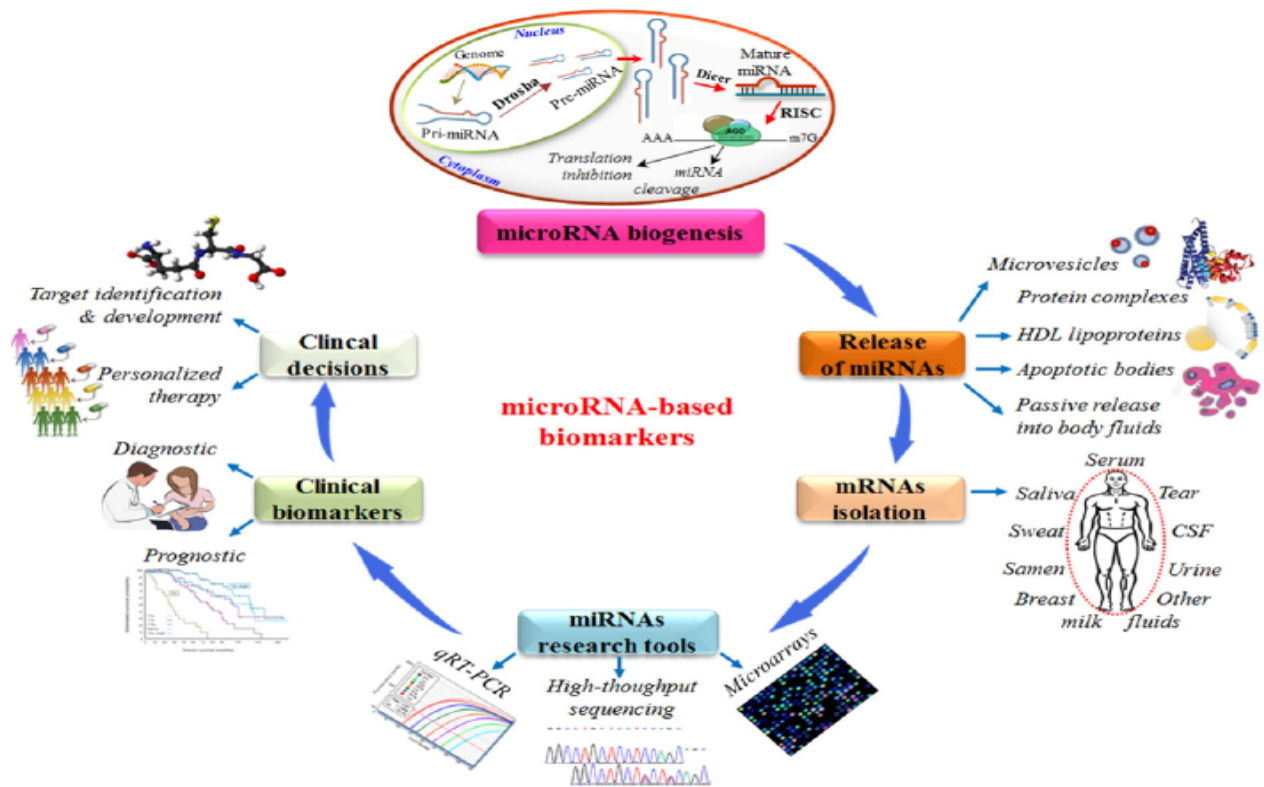 Nucleus
Genome
Drosha
Pri-miRNA
Pre-miRNA
Cytoplasm
Dicer
Mature
miRNA
RISC
AGO
AAA
m7G
Translation
inhibition
miRNA
cleavage
microRNA biogenesis
Release
of miRNAs
Microvesicles
Protein complexes
HDL lipoproteins
Apoptotic bodies
Passive release
into body fluids
mRNAs
isolation
Serum
Saliva
Tear
Sweat
CSF
Samen
Urine
Breast
milk
Other
fluids
miRNAs
research tools
qRT-PCR
High-thoughput
sequencing
Microarrays
Clinical
biomarkers
Diagnostic
Prognostic
Clincal
decisions
Target identification
& development
Personalized
therapy
microRNA-based
biomarkers